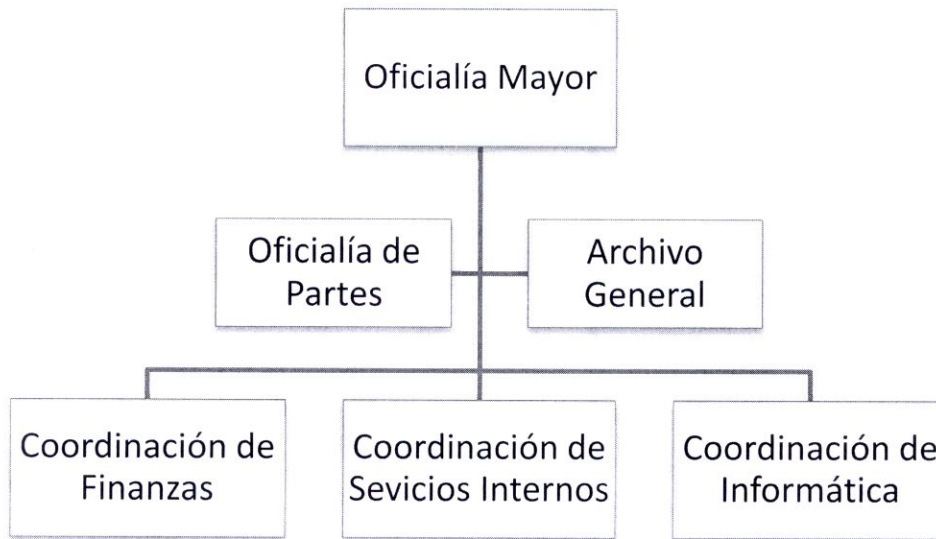 Oficialía Mayor
Oficialía de
Partes
Archivo
General
Coordinación de
Finanzas
Coordinación de
Sevicios Internos
Coordinación de
Informática